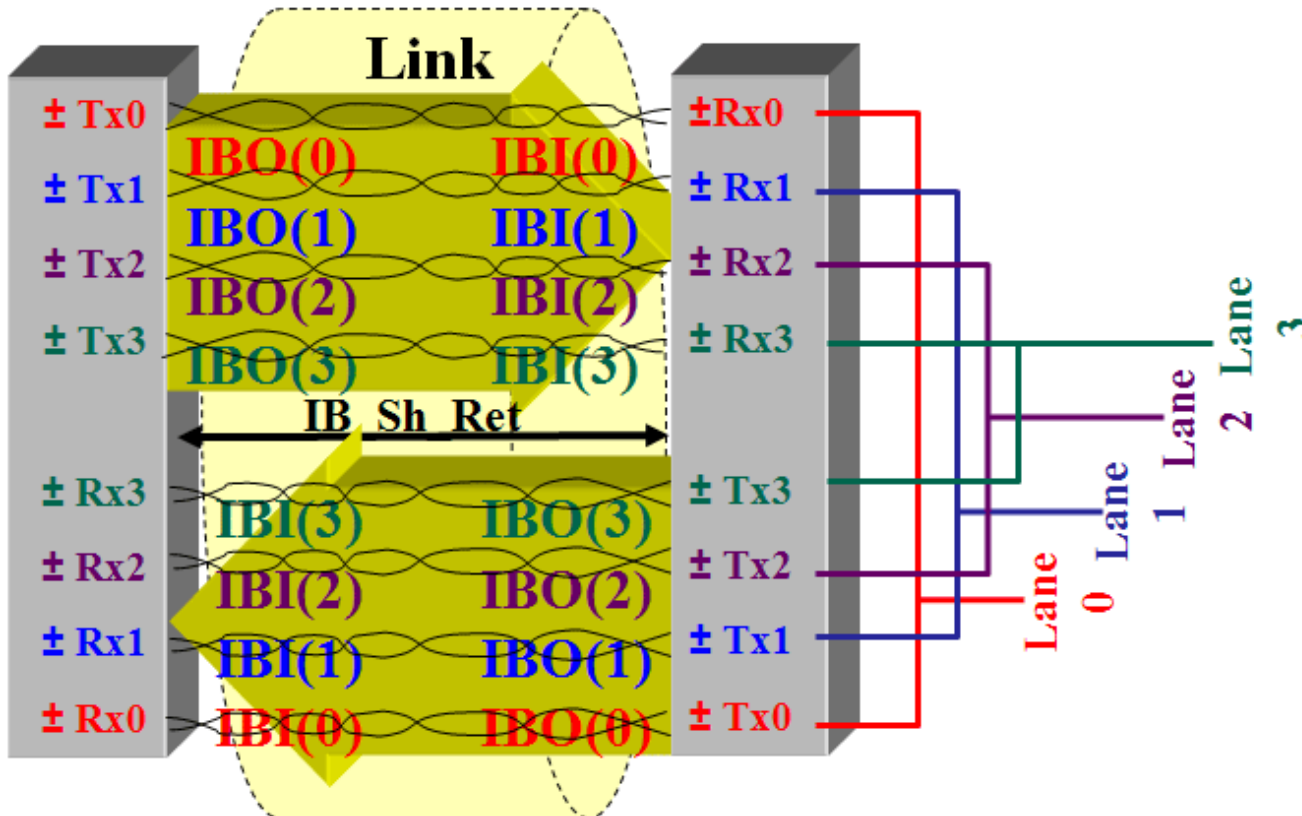 Link
± Tx0
IBO(0) IBI(0)
±Rx0
± Tx1
IBO(1) IBI(1)
± Rx1
± Tx2
IBO(2) IBI(2)
± Rx2
± Tx3
IBO(3) IBI(3)
± Rx3
IB Sh Ret
± Rx3
IBI(3) IBO(3)
± Tx3
± Rx2
IBI(2) IBO(2)
± Tx2
± Rx1
IBI(1) IBO(1)
± Tx1
± Rx0
IBI(0) IBO(0)
± Tx0
Lane
0
Lane
1
Lane
2
Lane
3